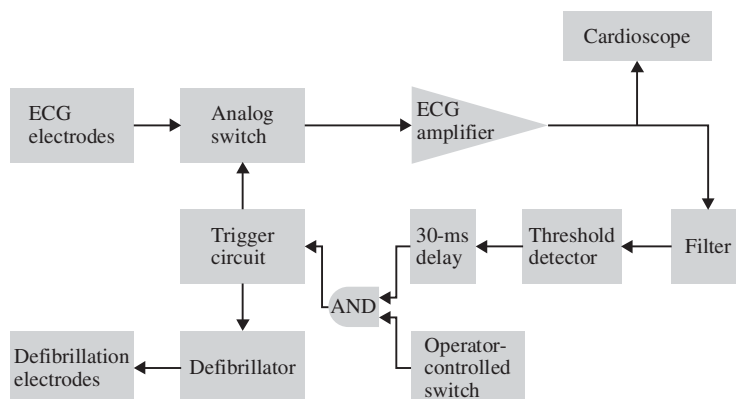 Cardioscope
ECG
electrodes
Analog
switch
ECG
amplifier
Trigger
circuit
30-ms
delay
Threshold
detector
Filter
AND
Defibrillation
electrodes
Defibrillator
Operator-
controlled
switch